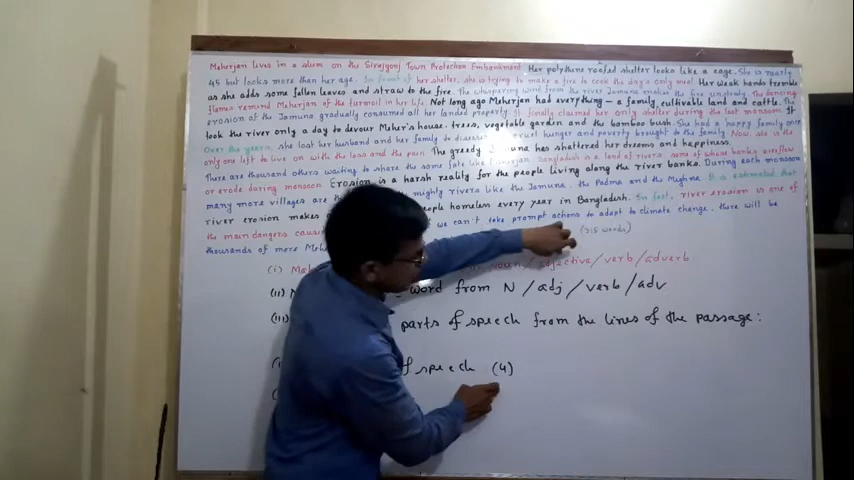 Meherjan lives in a slum on the Sirajgonj Town Protection Embankment. Her polythene roofed shelter looks like a cage. She is nearly
45 but looks more than her age. In front of her shelter, she is trying to make a fire to cook the day's only meal. Her weak hands tremble
as she adds some fallen leaves and straw to the fire. The whispering wind from the river Jamuna makes the fire unsteady. The dancing
flames remind Meherjan of the turmoil in her life. Not long ago Meherjan had everything - a family, cultivable land and cattle. The
erosion of the Jamuna gradually consumed all her landed property. It finally claimed her only shelter during the last monsoon. It
took the river only a day to devour Meher's house, trees, vegetable garden and the bamboo bush. She had a happy family once
Over the years, she lost her husband and her family to diseases cruel hunger and poverty brought to the family. Now, she is the
only one left to live on with the loss and the pain. The greedy Jamuna has shattered her dreams and happiness.
There are thousand others waiting to share the same fate like Meherjan. Bangladesh is a land of rivers. some of whose banks overflow
or erode during monsoon. Erosion is a harsh reality for the people living along the river banks. During each monsoon
many more villages are mighty rivers like the Jamuna, the Padma and the Meghna. It is estimated that
river erosion makes people homeless every year in Bangladesh. In fact, river erosion is one of
the main dangers we can't take prompt actions to adapt to climate change, there will be
thousands of more (315 words)
(i) Noun/adjective/verb/adverb
(ii) word from N/adj/verb/adv
(iii) parts of speech from the lines of the passage:
of speech (4)